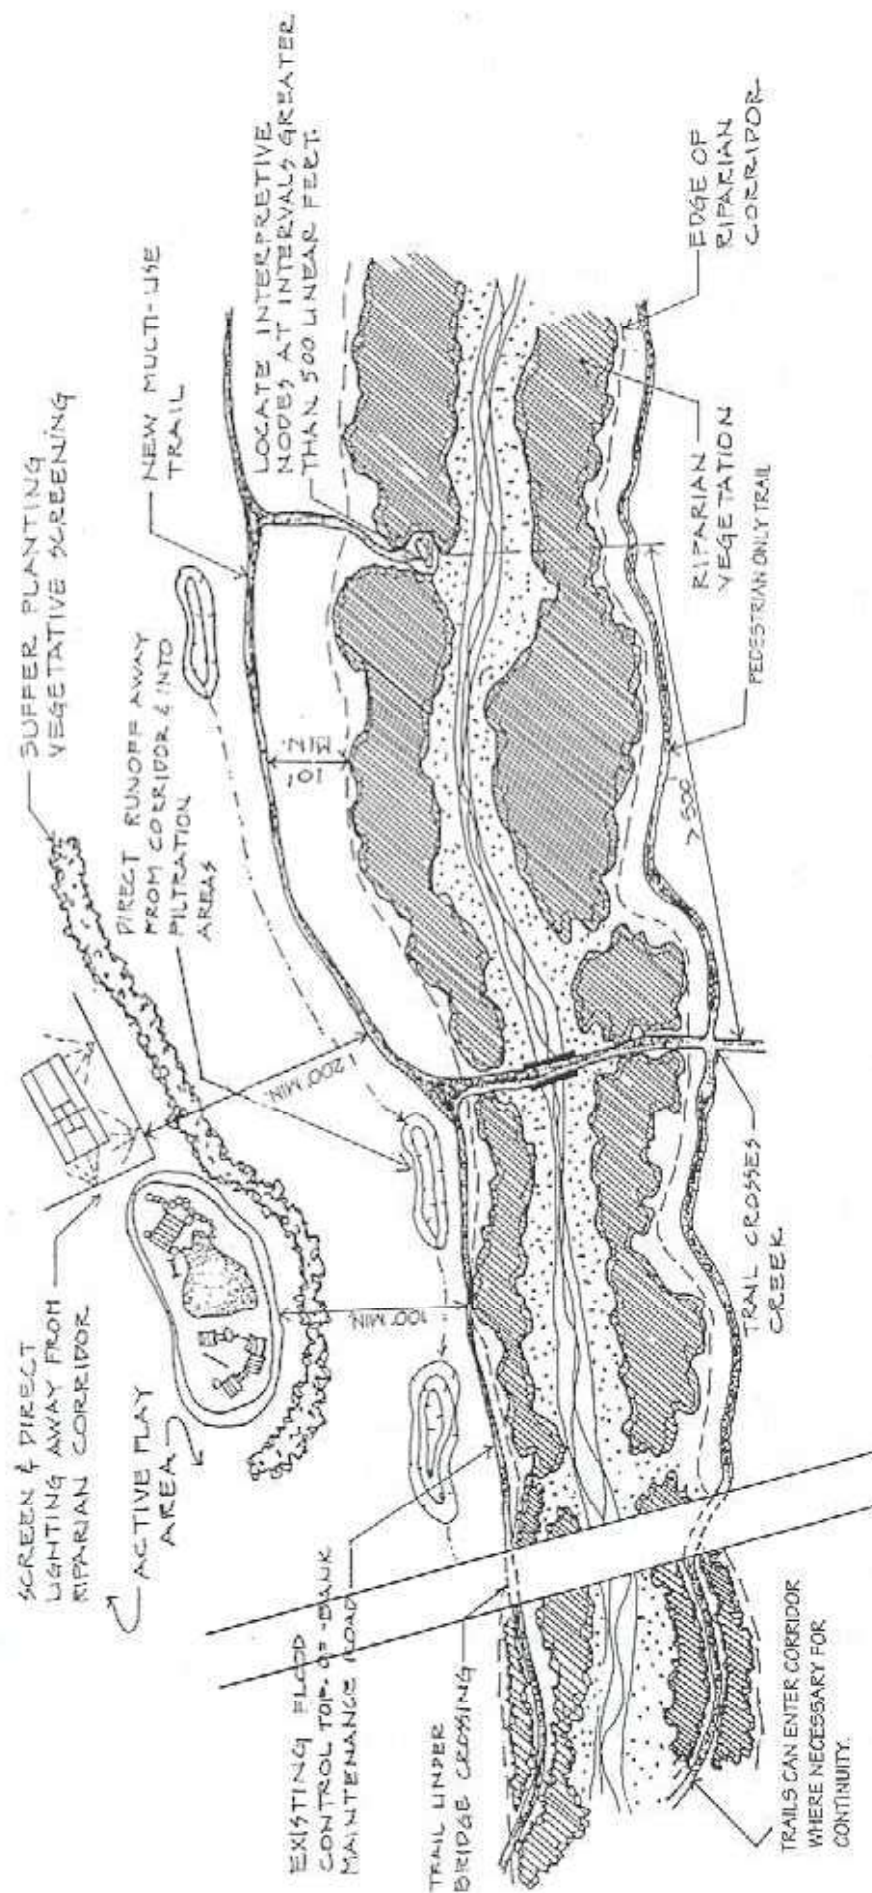 SCREEN & DIRECT
LIGHTING AWAY FROM
RIPARIAN CORRIDOR
ACTIVE PLAY
AREA
EXISTING FLOOD
CONTROL TOP-OF-BANK
MAINTENANCE ROAD
TRAIL UNDER
BRIDGE CROSSING
TRAILS CAN ENTER CORRIDOR
WHERE NECESSARY FOR
CONTINUITY.
BUFFER PLANTING
VEGETATIVE SCREENING
DIRECT RUNOFF AWAY
FROM CORRIDOR & INTO
FILTRATION
AREAS
NEW MULTI-USE
TRAIL
LOCATE INTERPRETIVE
NODES AT INTERVALS GREATER
THAN 500 LINEAR FEET.
200' MIN.
100' MIN.
10'
MIN.
TRAIL CROSSES
CREEK
> 500'
PEDESTRIAN ONLY TRAIL
RIPARIAN
VEGETATION
EDGE OF
RIPARIAN
CORRIDOR